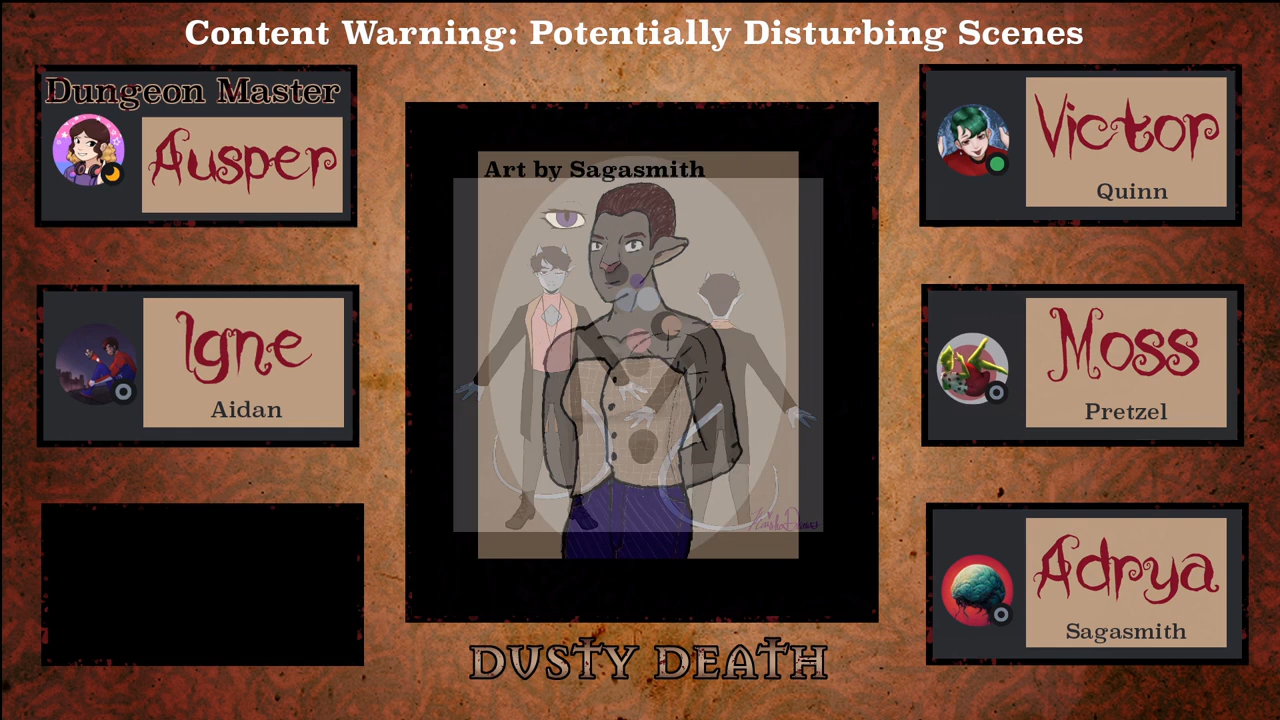 Content Warning: Potentially Disturbing Scenes
Dungeon Master
Ausper
Igne
Aidan
Art by Sagasmith
Victor
Quinn
Moss
Pretzel
Adrya
Sagasmith
DUSTY DEATH